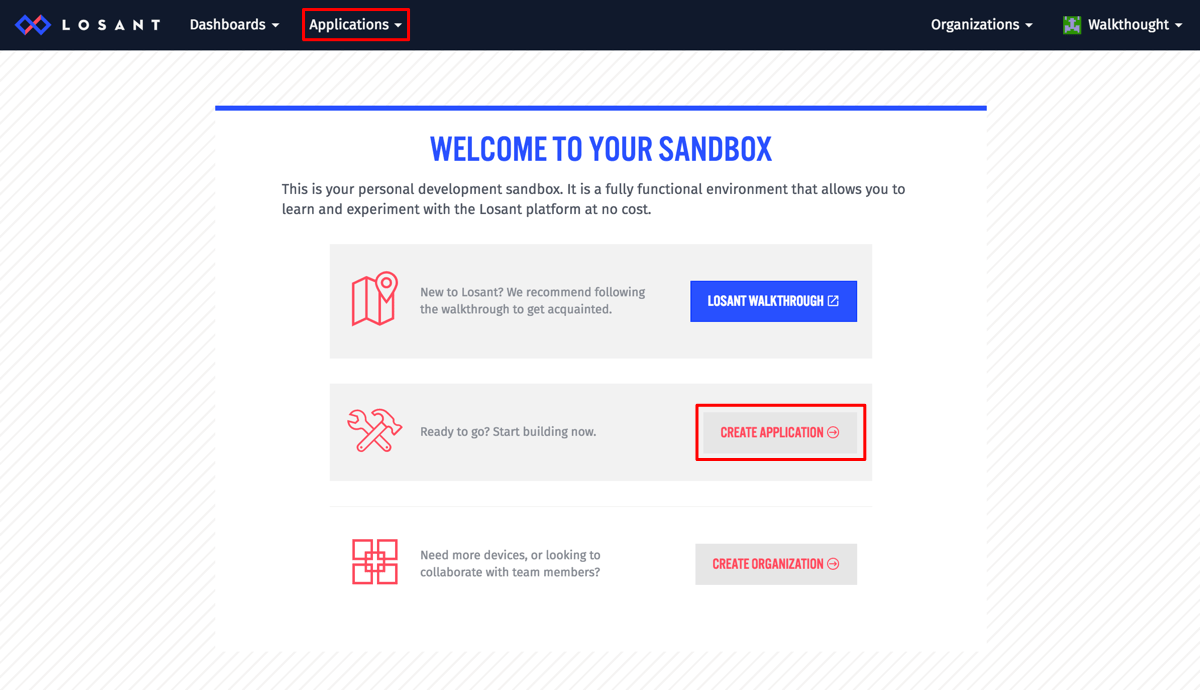 LOSANT Dashboards Applications Organizations Walkthought
WELCOME TO YOUR SANDBOX
This is your personal development sandbox. It is a fully functional environment that allows you to
learn and experiment with the Losant platform at no cost.
New to Losant? We recommend following
the walkthrough to get acquainted.
LOSANT WALKTHROUGH
Ready to go? Start building now.
CREATE APPLICATION
Need more devices, or looking to
collaborate with team members?
CREATE ORGANIZATION